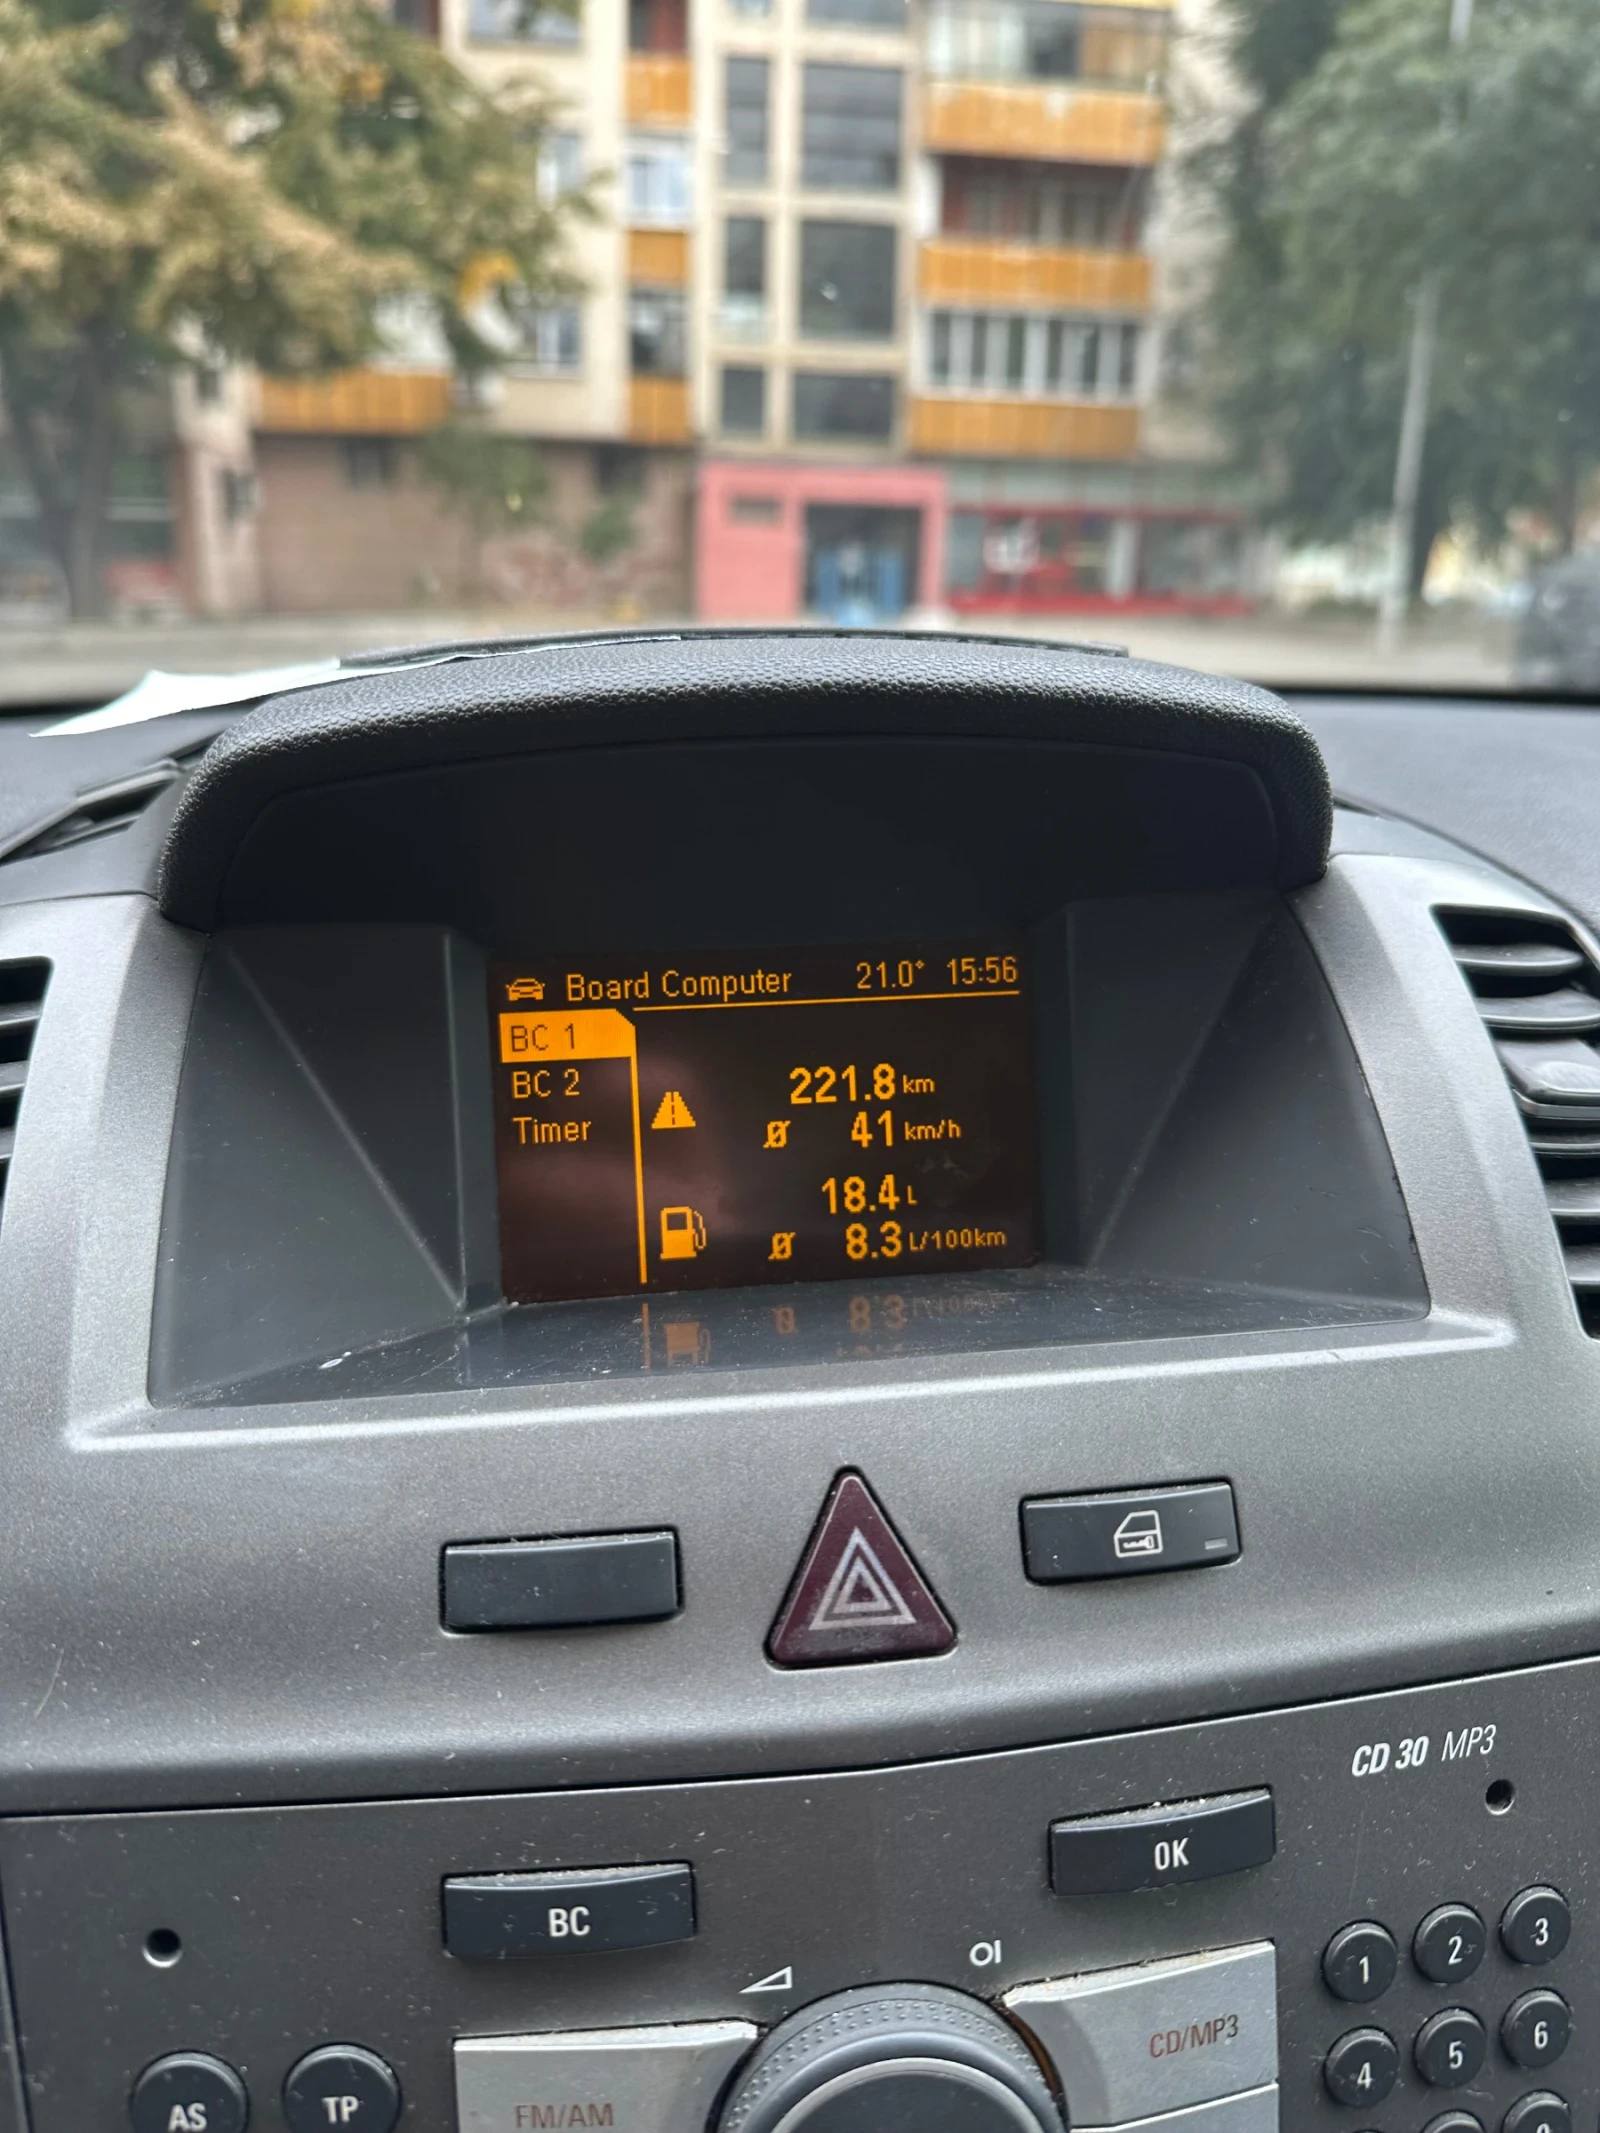 Board Computer 21.0° 15:56
BC 1
BC 2
Timer
221.8 km
Ø 41 km/h
18.4 L
Ø 8.3 L/100km
CD 30 MP3
OK
BC
1 2 3
CD/MP3
4 5 6
AS TP
FM/AM